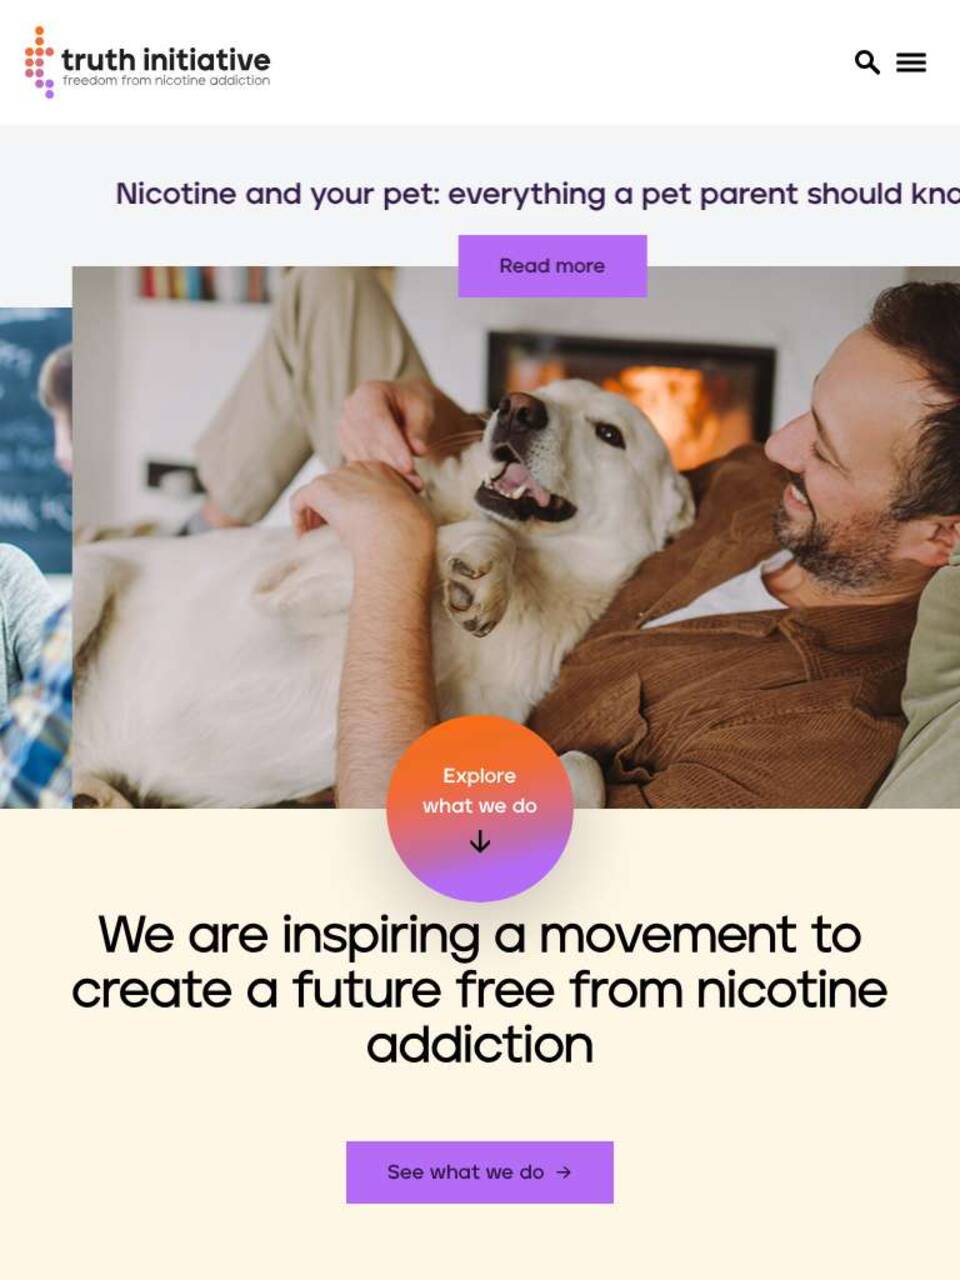 truth initiative
freedom from nicotine addiction
Nicotine and your pet: everything a pet parent should kno
Read more
Explore
what we do
We are inspiring a movement to
create a future free from nicotine
addiction
See what we do →